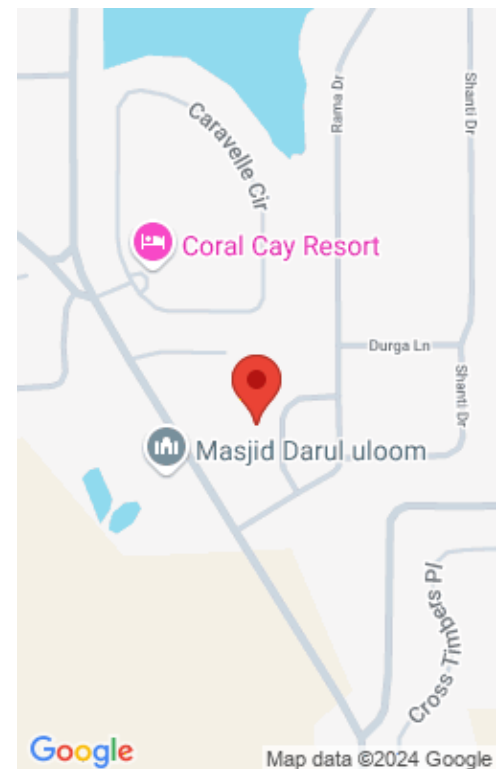 Caravelle Cir
Rama Dr
Shanti Dr
Coral Cay Resort
Durga Ln
Shanti Dr
Masjid Darul uloom
Cross Timbers Pl
Google
Map data ©2024 Google